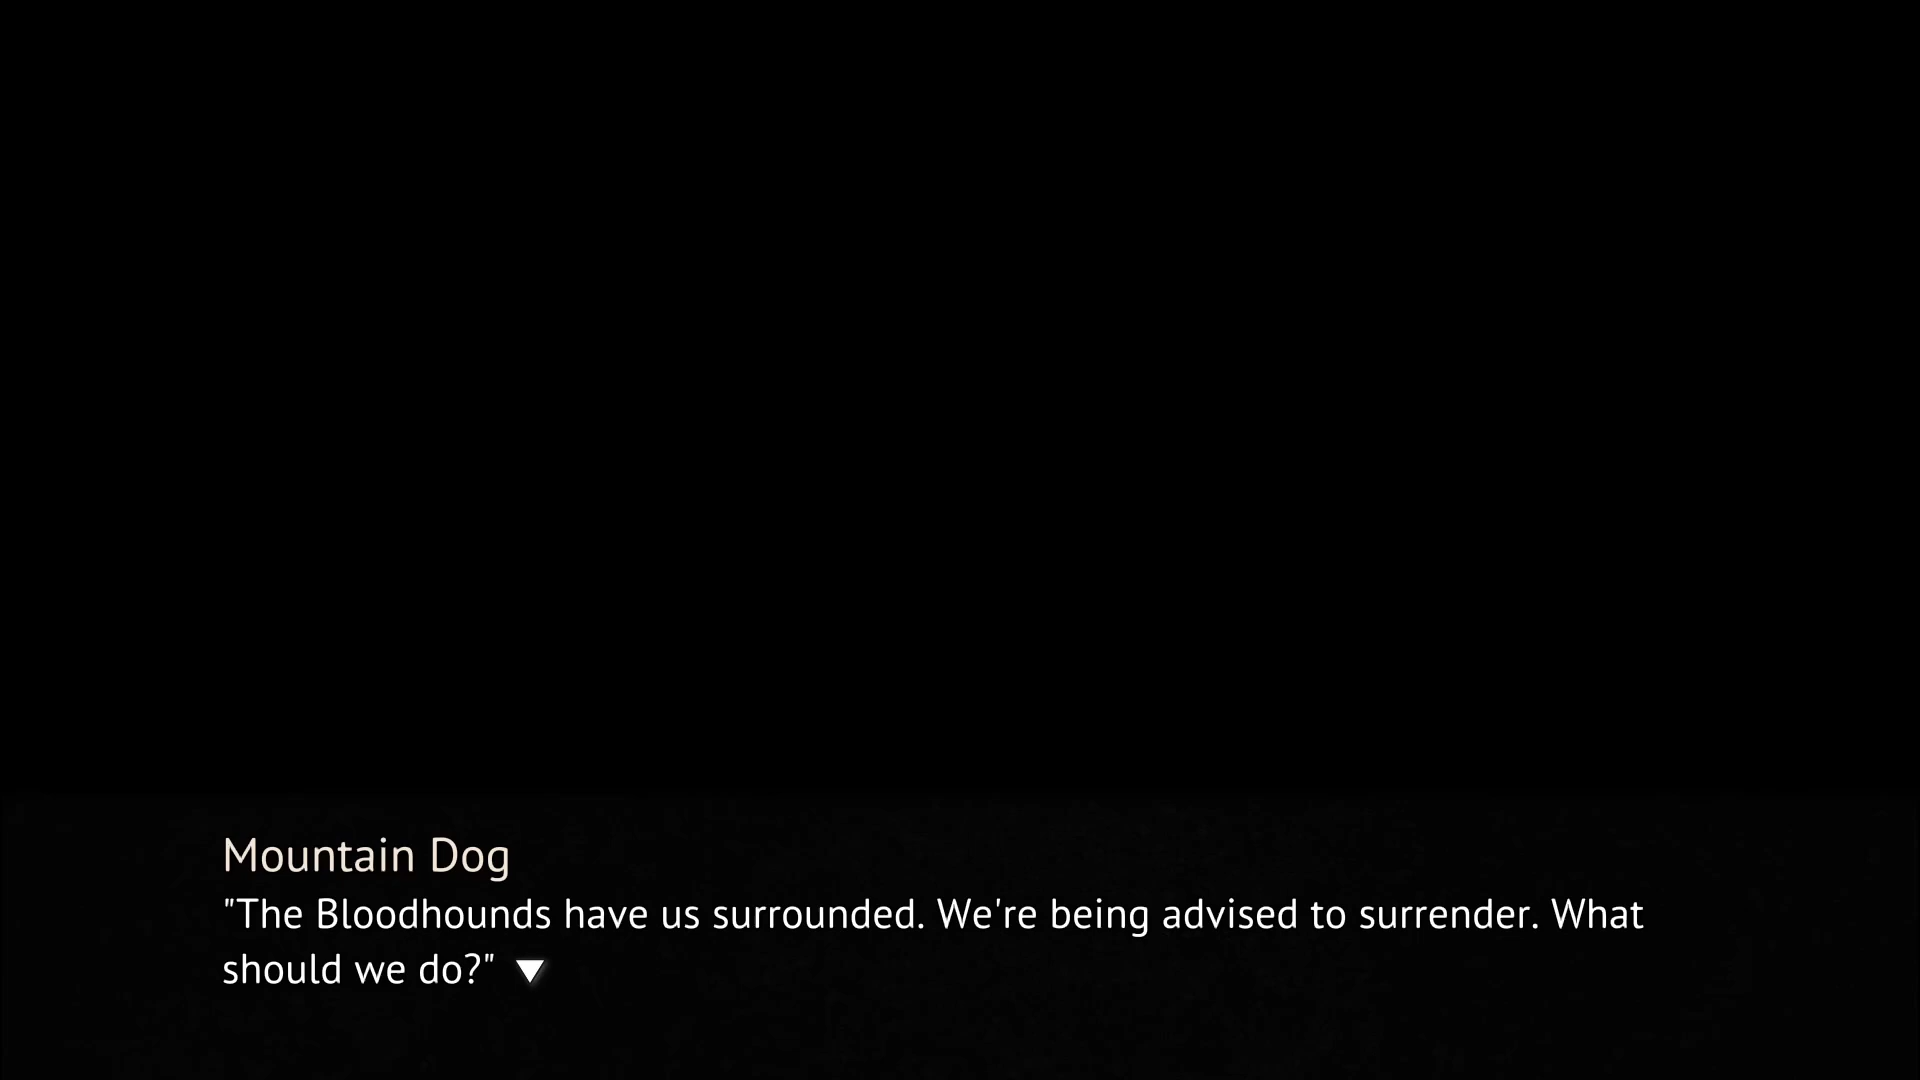 Mountain Dog
"The Bloodhounds have us surrounded. We're being advised to surrender. What
should we do?"